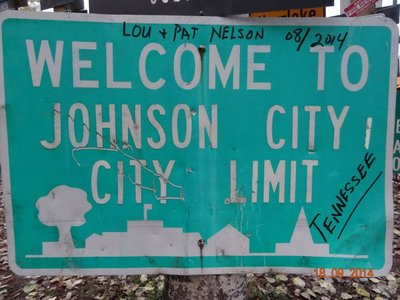 LOU + PAT NELSON 08/2014
WELCOME TO
JOHNSON CITY
CITY LIMIT
TENNESSEE
18 09 2014